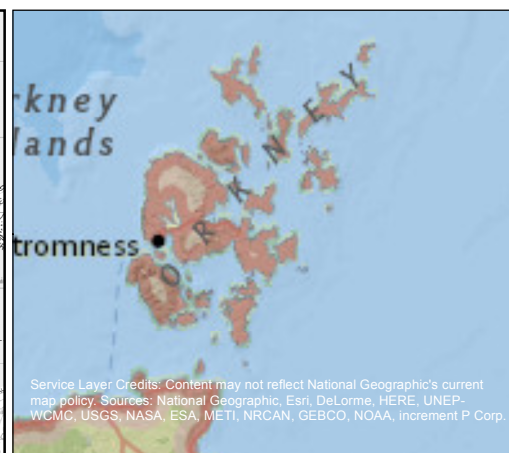 rkney
lands
ORKNEY
tromness
Service Layer Credits: Content may not reflect National Geographic's current
map policy. Sources: National Geographic, Esri, DeLorme, HERE, UNEP-
WCMC, USGS, NASA, ESA, METI, NRCAN, GEBCO, NOAA, increment P Corp.